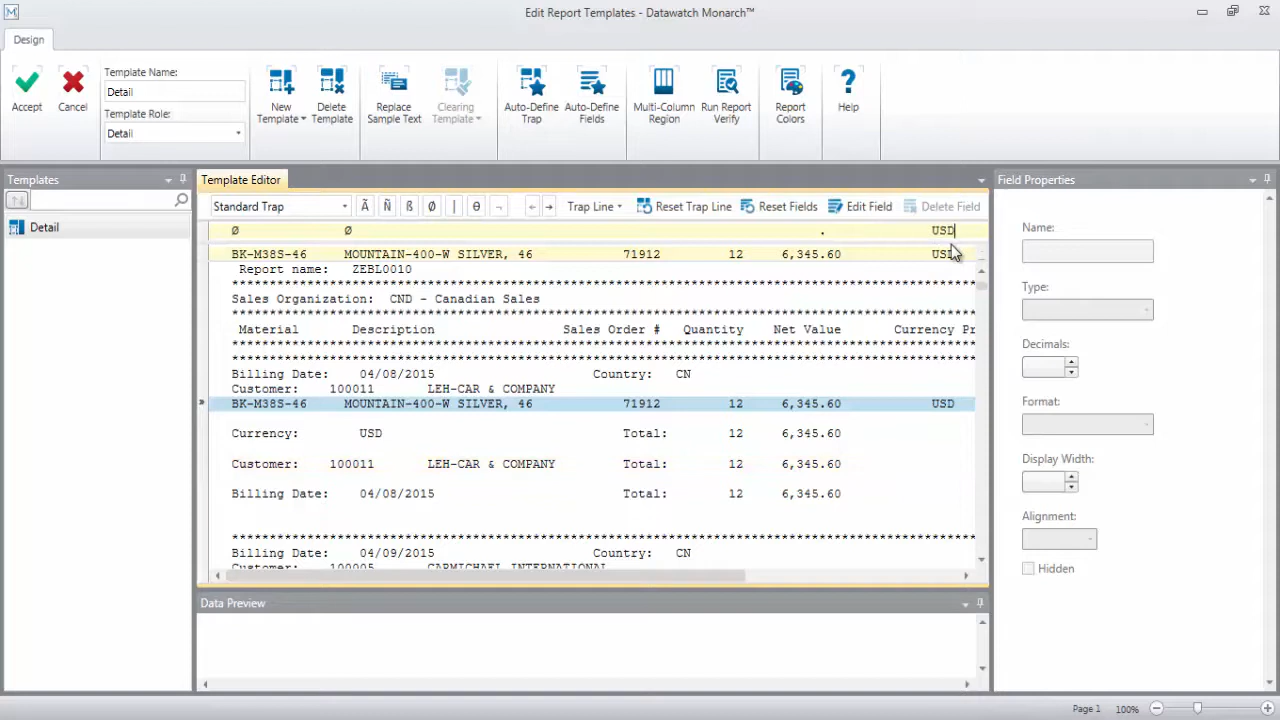 Edit Report Templates - Datawatch Monarch™
Design
Accept
Cancel
Template Name:
Detail
Template Role:
Detail
New Template
Delete Template
Replace Sample Text
Clearing Template
Auto-Define Trap
Auto-Define Fields
Multi-Column Region
Run Report Verify
Report Colors
Help
Templates
Detail
Template Editor
Standard Trap Ã Ñ ß Ø | Θ ¬ ← → Trap Line Reset Trap Line Reset Fields Edit Field Delete Field
Ø Ø . USD
BK-M38S-46 MOUNTAIN-400-W SILVER, 46 71912 12 6,345.60 USD
Report name: ZEBL0010
****************************************************************************************************
Sales Organization: CND - Canadian Sales
****************************************************************************************************
Material Description Sales Order # Quantity Net Value Currency Pr
****************************************************************************************************
****************************************************************************************************
Billing Date: 04/08/2015 Country: CN
Customer: 100011 LEH-CAR & COMPANY
» BK-M38S-46 MOUNTAIN-400-W SILVER, 46 71912 12 6,345.60 USD
Currency: USD Total: 12 6,345.60
Customer: 100011 LEH-CAR & COMPANY Total: 12 6,345.60
Billing Date: 04/08/2015 Total: 12 6,345.60
****************************************************************************************************
Billing Date: 04/09/2015 Country: CN
Customer: 100005 CARMICHAEL INTERNATIONAL
Data Preview
Field Properties
Name:
Type:
Decimals:
Format:
Display Width:
Alignment:
Hidden
Page 1 100%